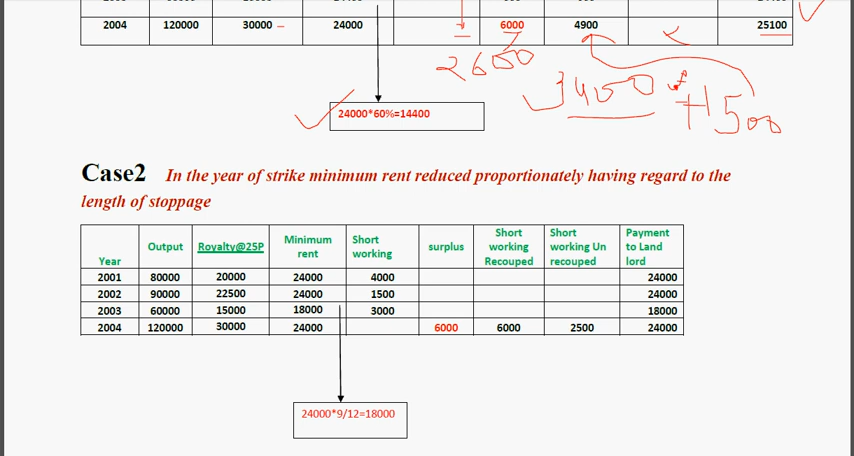 2004 120000 30000 24000 6000 4900 25100
2600
3400
+1500
24000*60%=14400
Case2 In the year of strike minimum rent reduced proportionately having regard to the
length of stoppage
Year Output Royalty@25P Minimum rent Short working surplus Short working Recouped Short working Un recouped Payment to Land lord
2001 80000 20000 24000 4000 24000
2002 90000 22500 24000 1500 24000
2003 60000 15000 18000 3000 18000
2004 120000 30000 24000 6000 6000 2500 24000
24000*9/12=18000